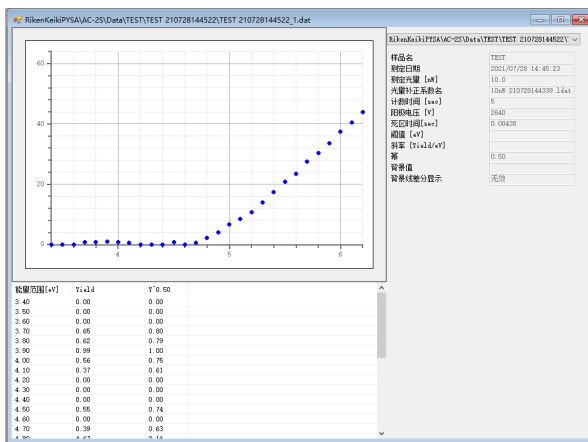 RikenKeikiPYSA\AC-2S\Data\TEST\TEST 210728144522\TEST 210728144522_1.dat
RikenKeikiPYSA\AC-2S\Data\TEST\TEST 210728144522\
60
40
20
0
4
5
6
样品名 TEST
测定日期 2021/07/28 14:45:23
测定光量 [nW] 10.0
光量补正系数名 10nW 210728144339.ldat
计数时间 [sec] 5
阳极电压 [V] 2640
死区时间[sec] 0.00438
阈值 [eV]
斜率 [Yield/eV]
幂 0.50
背景值
背景线差分显示 无效
能量范围[eV] Yield Y^0.50
3.40 0.00 0.00
3.50 0.00 0.00
3.60 0.00 0.00
3.70 0.65 0.80
3.80 0.62 0.79
3.90 0.99 1.00
4.00 0.56 0.75
4.10 0.37 0.61
4.20 0.00 0.00
4.30 0.00 0.00
4.40 0.00 0.00
4.50 0.55 0.74
4.60 0.00 0.00
4.70 0.39 0.63
4.80 4.67 2.16